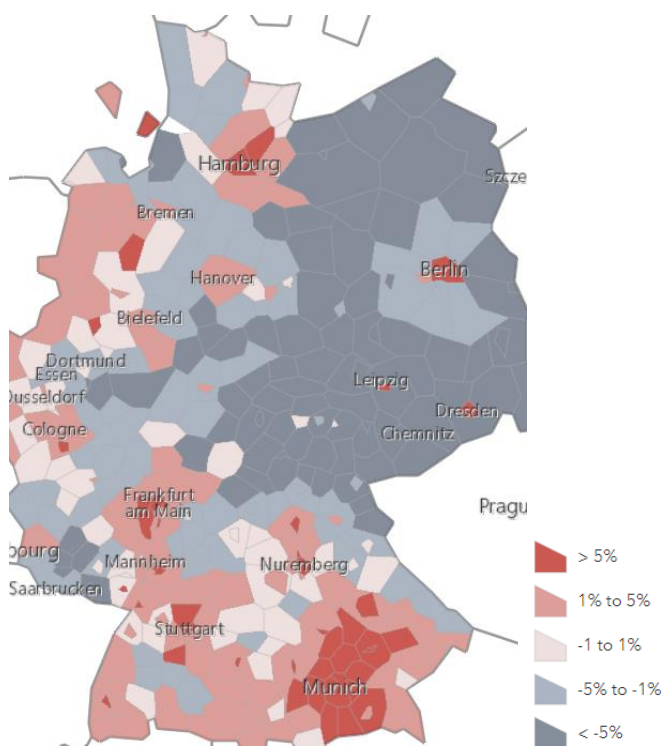 Hamburg
Szcze
Bremen
Berlin
Hanover
Bielefeld
Dortmund
Essen
Dusseldorf
Leipzig
Dresden
Cologne
Chemnitz
Frankfurt
am Main
Pragu
bourg
Mannheim
Nuremberg
Saarbrucken
Stuttgart
Munich
> 5%
1% to 5%
-1 to 1%
-5% to -1%
< -5%